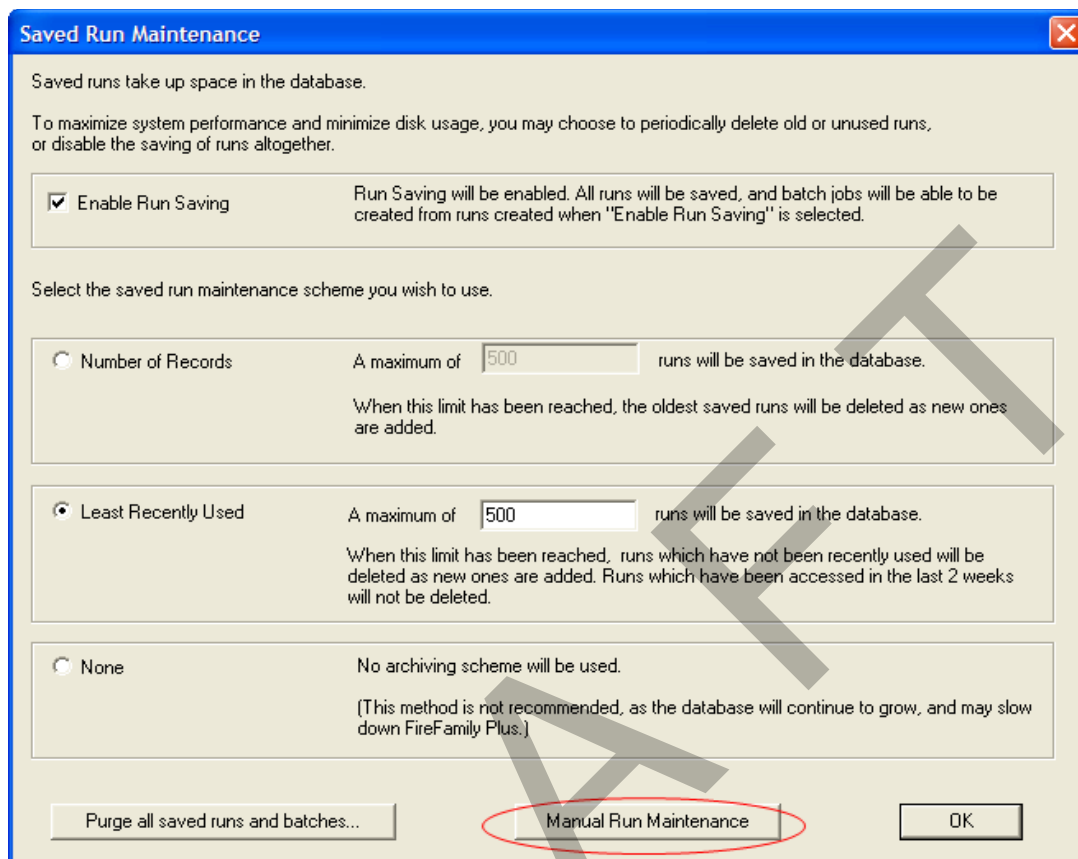 Saved Run Maintenance
Saved runs take up space in the database.
To maximize system performance and minimize disk usage, you may choose to periodically delete old or unused runs,
or disable the saving of runs altogether.
Enable Run Saving
Run Saving will be enabled. All runs will be saved, and batch jobs will be able to be
created from runs created when "Enable Run Saving" is selected.
Select the saved run maintenance scheme you wish to use.
Number of Records A maximum of 500 runs will be saved in the database.
When this limit has been reached, the oldest saved runs will be deleted as new ones
are added.
Least Recently Used A maximum of 500 runs will be saved in the database.
When this limit has been reached, runs which have not been recently used will be
deleted as new ones are added. Runs which have been accessed in the last 2 weeks
will not be deleted.
None No archiving scheme will be used.
(This method is not recommended, as the database will continue to grow, and may slow
down FireFamily Plus.)
Purge all saved runs and batches... Manual Run Maintenance OK
AFT